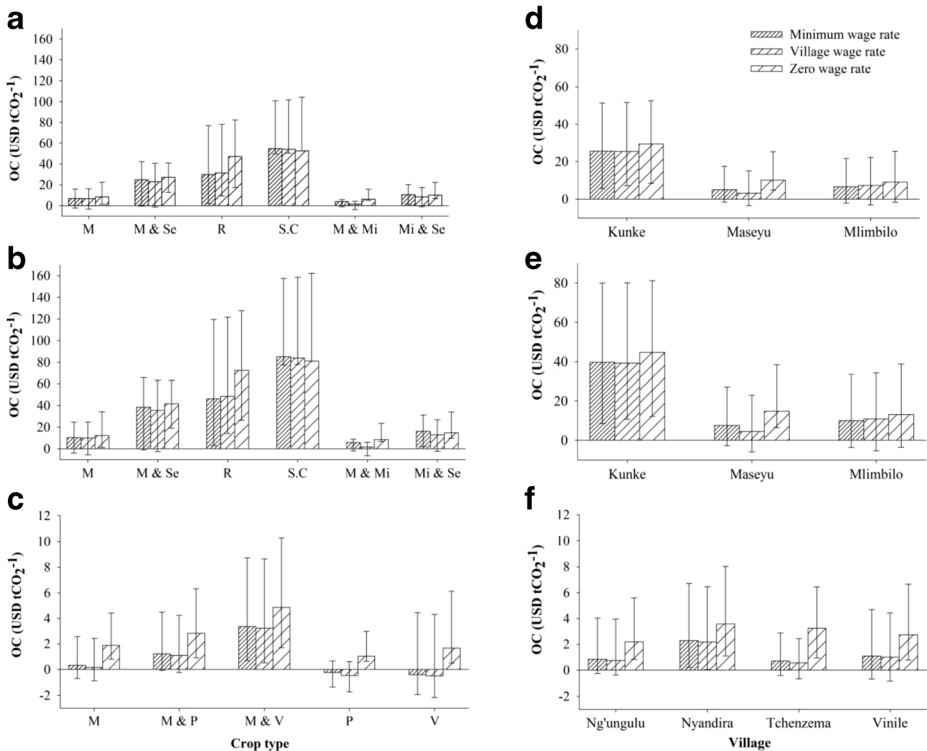 a
OC (USD tCO2-1)
160
140
120
100
80
60
40
20
0
M M & Se R S.C M & Mi Mi & Se
d
Minimum wage rate
Village wage rate
Zero wage rate
OC (USD tCO2-1)
80
60
40
20
0
Kunke Maseyu Mlimbilo
b
OC (USD tCO2-1)
160
140
120
100
80
60
40
20
0
M M & Se R S.C M & Mi Mi & Se
e
OC (USD tCO2-1)
80
60
40
20
0
Kunke Maseyu Mlimbilo
c
OC (USD tCO2-1)
12
10
8
6
4
2
0
-2
M M & P M & V P V
Crop type
f
OC (USD tCO2-1)
12
10
8
6
4
2
0
-2
Ng'ungulu Nyandira Tchenzema Vinile
Village